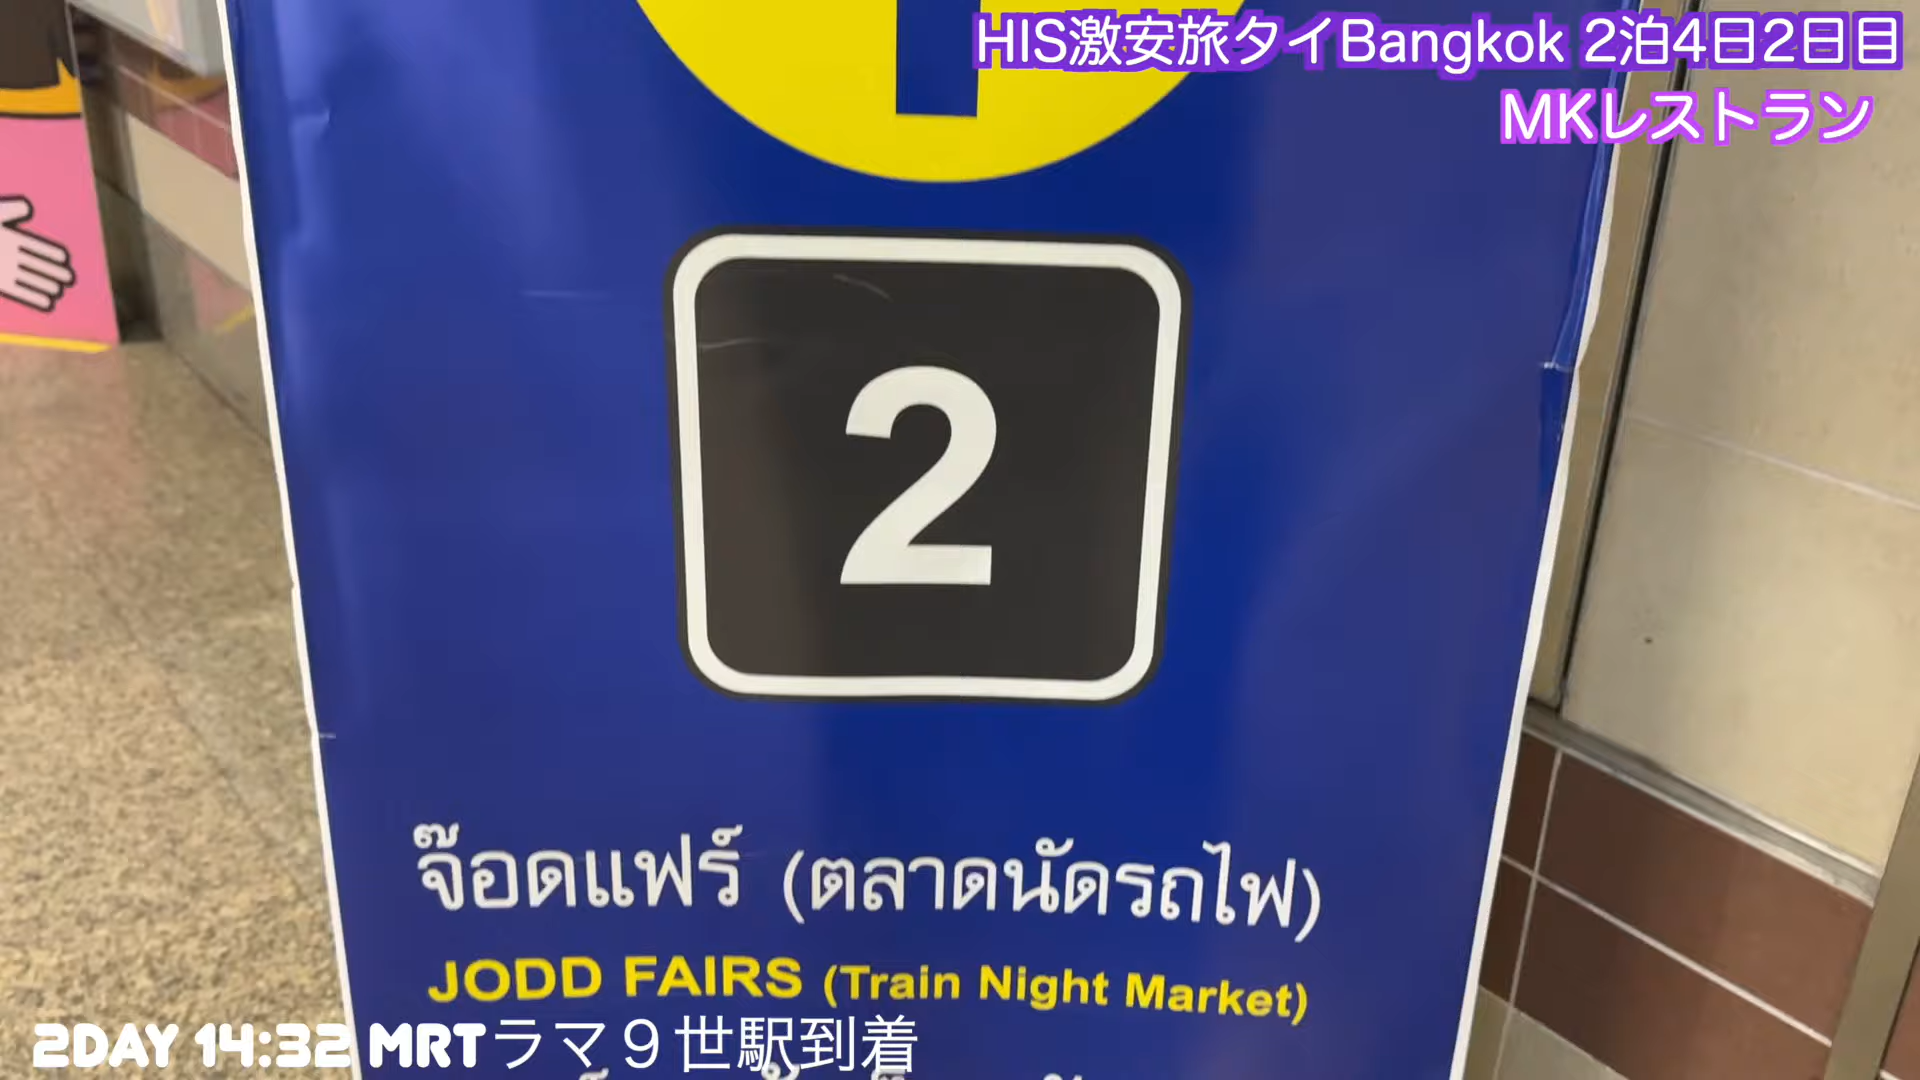 HIS激安旅タイBangkok 2泊4日2日目
MKレストラン
2
จ๊อดแฟร์ (ตลาดนัดรถไฟ)
JODD FAIRS (Train Night Market)
2DAY 14:32 MRTラマ９世駅到着